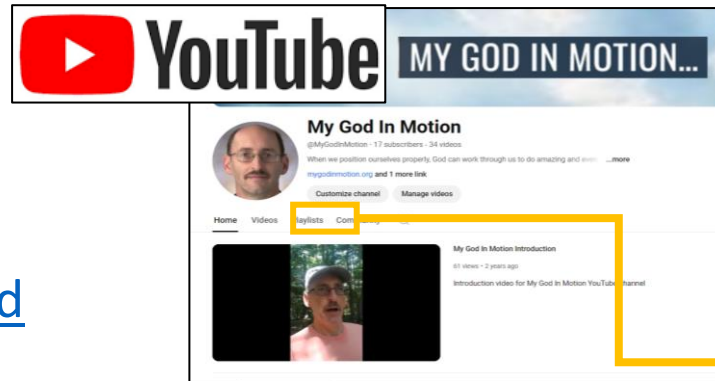 YouTube
MY GOD IN MOTION...
My God In Motion
@MyGodInMotion · 17 subscribers · 34 videos
When we position ourselves properly, God can work through us to do amazing and even ...more
mygodinmotion.org and 1 more link
Customize channel Manage videos
Home Videos Playlists
My God In Motion Introduction
61 views • 2 years ago
Introduction video for My God In Motion YouTube channel
d